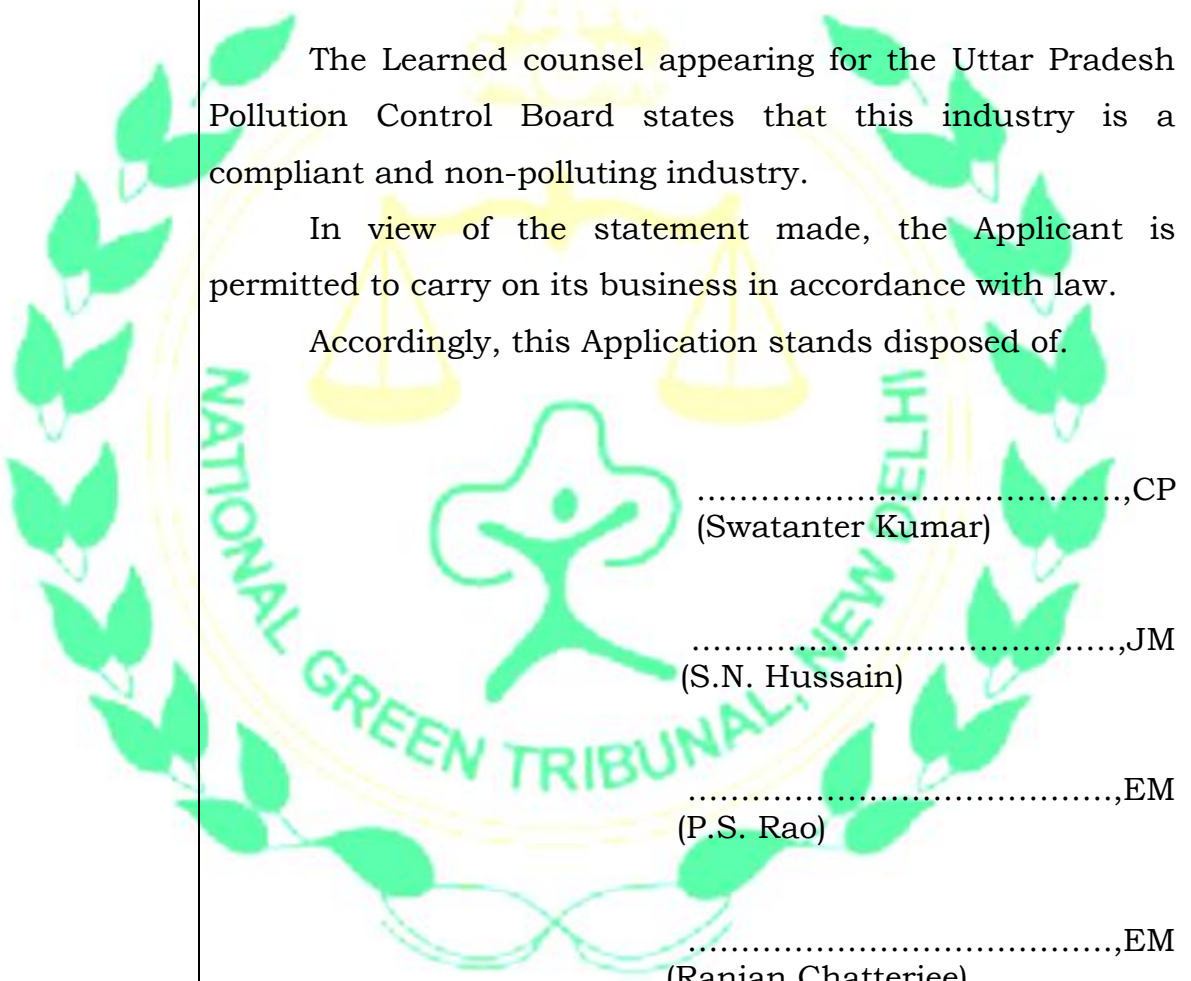 The Learned counsel appearing for the Uttar Pradesh
Pollution Control Board states that this industry is a
compliant and non-polluting industry.
In view of the statement made, the Applicant is
permitted to carry on its business in accordance with law.
Accordingly, this Application stands disposed of.
NATIONAL GREEN TRIBUNAL, NEW DELHI
.......................................,CP
(Swatanter Kumar)
.......................................,JM
(S.N. Hussain)
.......................................,EM
(P.S. Rao)
.......................................,EM
(Ranjan Chatterjee)